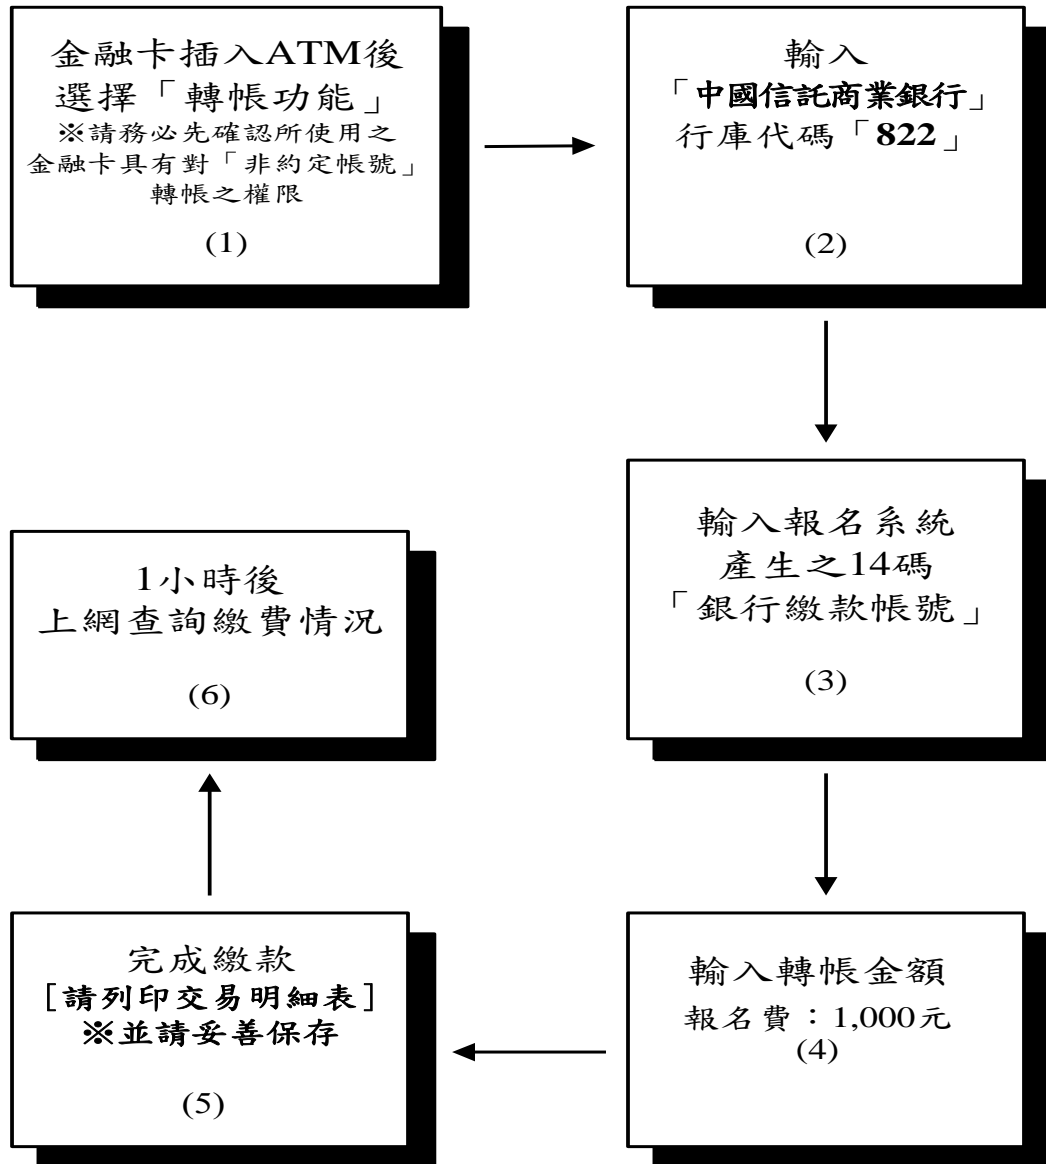 金融卡插入ATM後
選擇「轉帳功能」
※請務必先確認所使用之
金融卡具有對「非約定帳號」
轉帳之權限
(1)
輸入
「中國信託商業銀行」
行庫代碼「822」
(2)
輸入報名系統
產生之14碼
「銀行繳款帳號」
(3)
輸入轉帳金額
報名費：1,000元
(4)
完成繳款
[請列印交易明細表]
※並請妥善保存
(5)
1小時後
上網查詢繳費情況
(6)